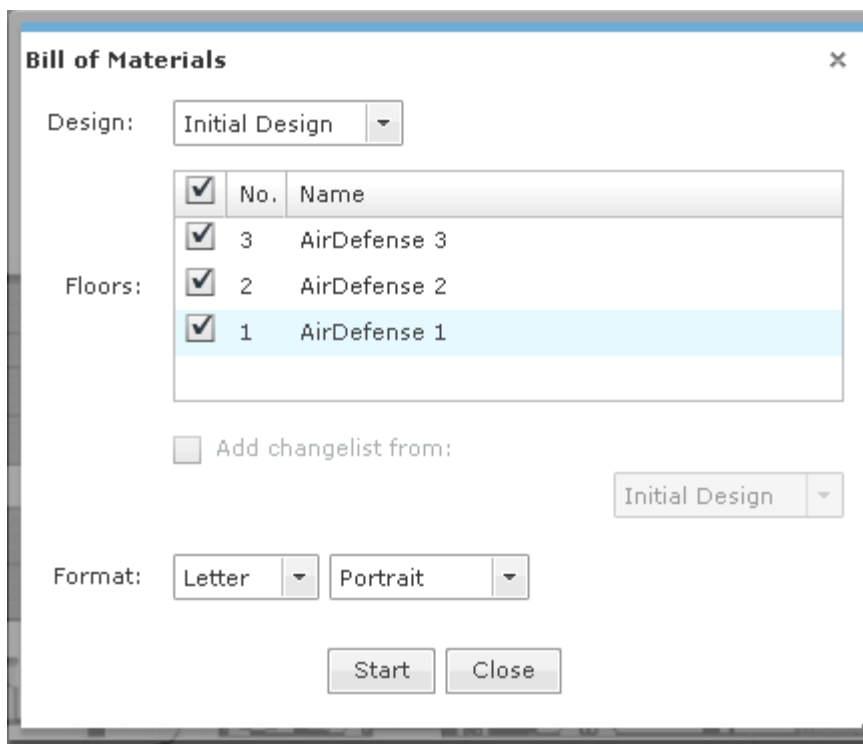 Bill of Materials
Design: Initial Design
No. Name
3 AirDefense 3
Floors: 2 AirDefense 2
1 AirDefense 1
Add changelist from:
Initial Design
Format: Letter Portrait
Start Close